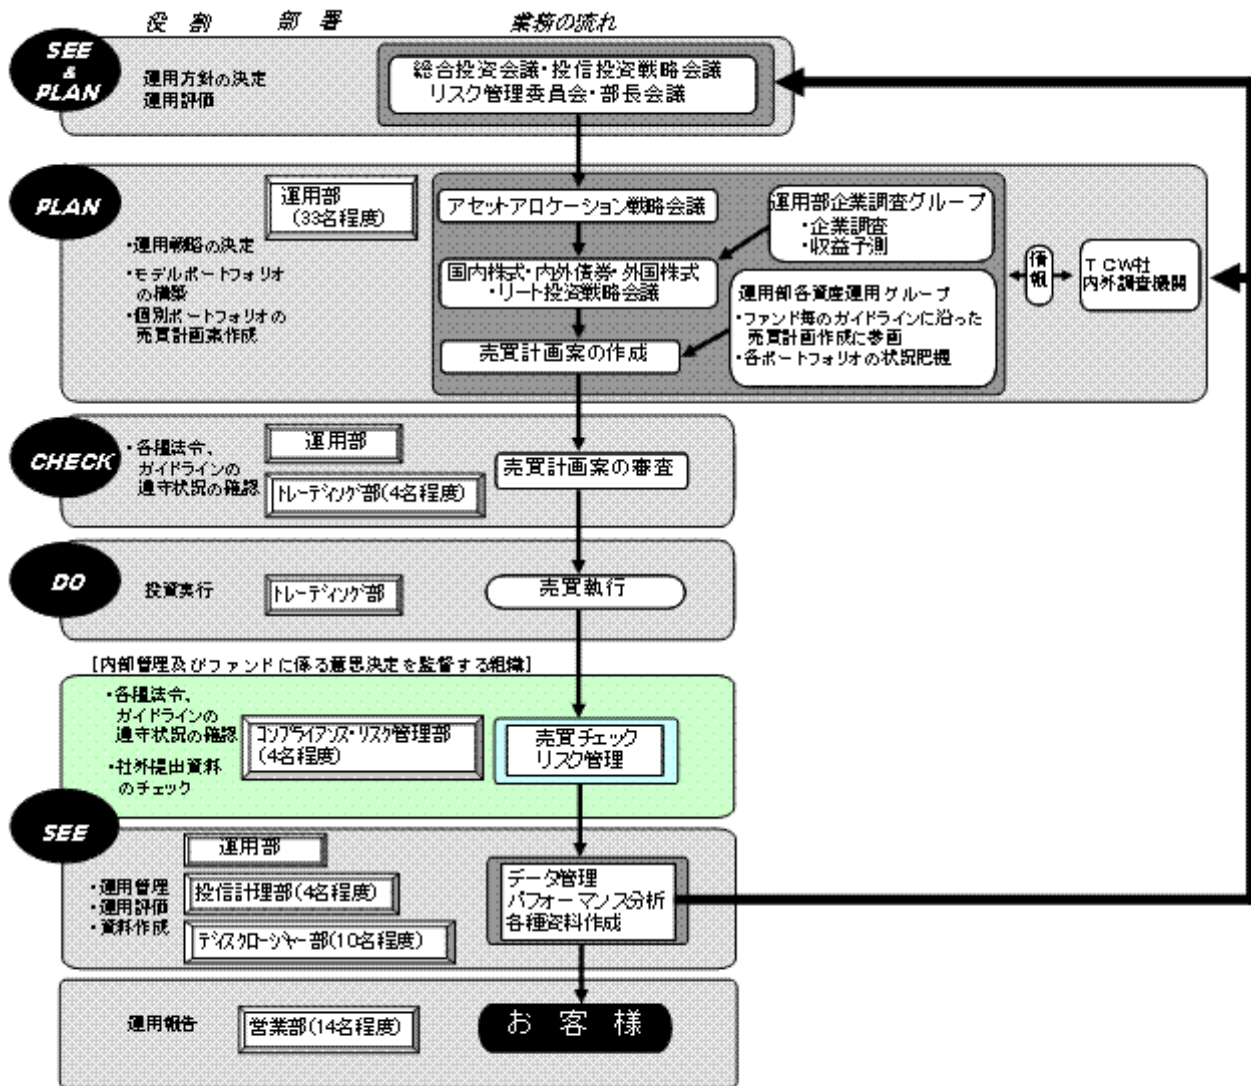 役 割 部 署 業務の流れ
SEE
&
PLAN
運用方針の決定
運用評価
総合投資会議・投信投資戦略会議
リスク管理委員会・部長会議
PLAN
運用部
(33名程度)
・運用戦略の決定
・モデルポートフォリオ
の構築
・個別ポートフォリオの
売買計画案作成
アセットアロケーション戦略会議
国内株式・内外債券・外国株式
・リート投資戦略会議
売買計画案の作成
運用部企業調査グループ
・企業調査
・収益予測
運用部各資産運用グループ
・ファンド毎のガイドラインに沿った
売買計画作成に参画
・各ポートフォリオの状況把握
情報
TCW社
内外調査機関
CHECK
・各種法令、
ガイドラインの
遵守状況の確認
運用部
トレーディング部(4名程度)
売買計画案の審査
DO
投資実行
トレーディング部
売買執行
[内部管理及びファンドに係る意思決定を監督する組織]
・各種法令、
ガイドラインの
遵守状況の確認
・社外提出資料
のチェック
コンプライアンス・リスク管理部
(4名程度)
売買チェック
リスク管理
SEE
・運用管理
・運用評価
・資料作成
運用部
投信計理部(4名程度)
ディスクロージャー部(10名程度)
データ管理
パフォーマンス分析
各種資料作成
運用報告
営業部(14名程度)
お 客 様